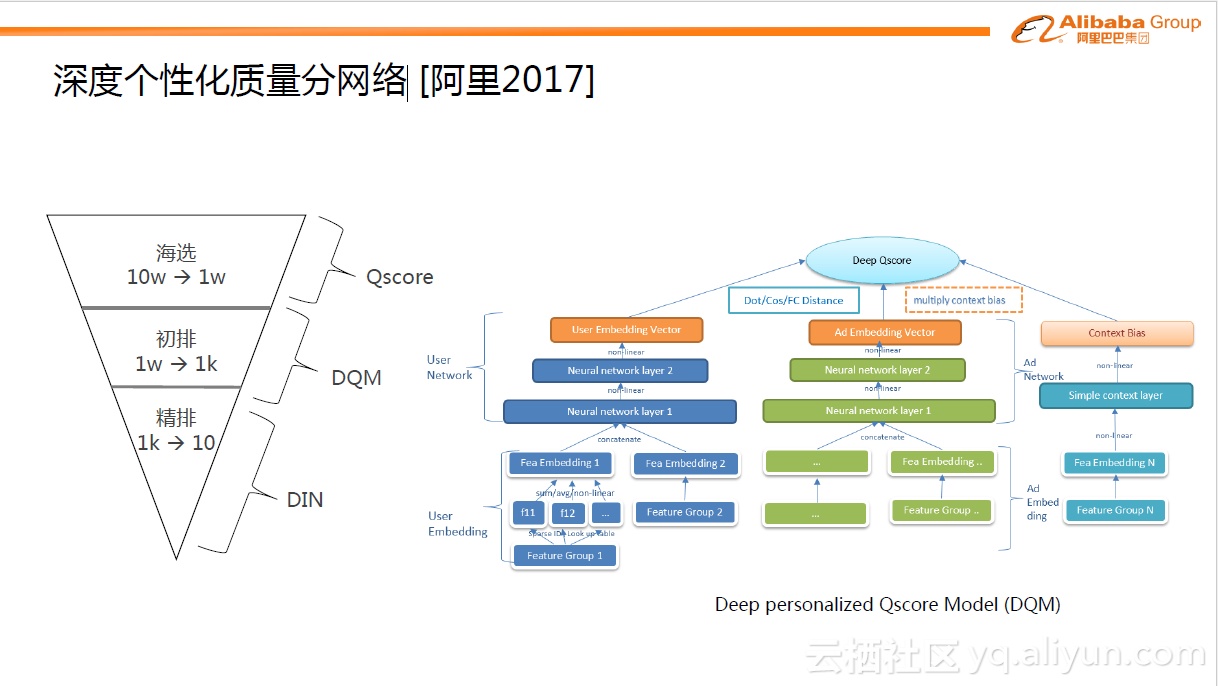 Alibaba Group
阿里巴巴集团
深度个性化质量分网络 [阿里2017]
海选
10w → 1w
初排
1w → 1k
精排
1k → 10
Qscore
DQM
DIN
Deep Qscore
Dot/Cos/FC Distance
multiply context bias
User Embedding Vector
non-linear
Neural network layer 2
non-linear
Neural network layer 1
concatenate
User
Network
Fea Embedding 1
Fea Embedding 2
sum/avg/non-linear
f11
f12
...
Feature Group 2
Sparse ID Look up table
Feature Group 1
User
Embedding
Ad Embedding Vector
non-linear
Neural network layer 2
non-linear
Neural network layer 1
concatenate
Ad
Network
...
Fea Embedding ..
...
Feature Group ..
Ad
Embed
ding
Context Bias
non-linear
Simple context layer
non-linear
Fea Embedding N
Feature Group N
Deep personalized Qscore Model (DQM)
云栖社区 yq.aliyun.com